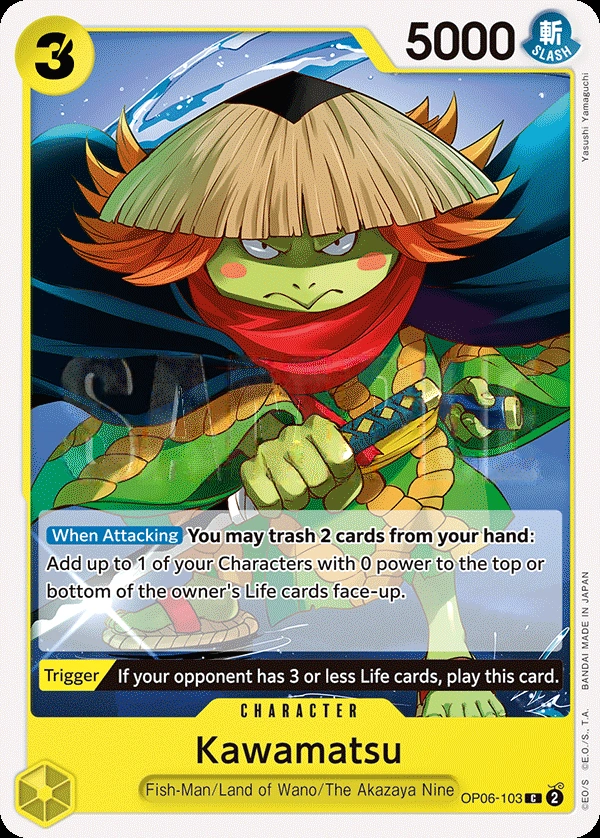 3
5000
斬
SLASH
Yasushi Yamaguchi
SAMPLE
When Attacking You may trash 2 cards from your hand:
Add up to 1 of your Characters with 0 power to the top or
bottom of the owner's Life cards face-up.
Trigger If your opponent has 3 or less Life cards, play this card.
CHARACTER
Kawamatsu
Fish-Man/Land of Wano/The Akazaya Nine
OP06-103 C 2
©E.O/S ©E.O./S., T.A. BANDAI MADE IN JAPAN